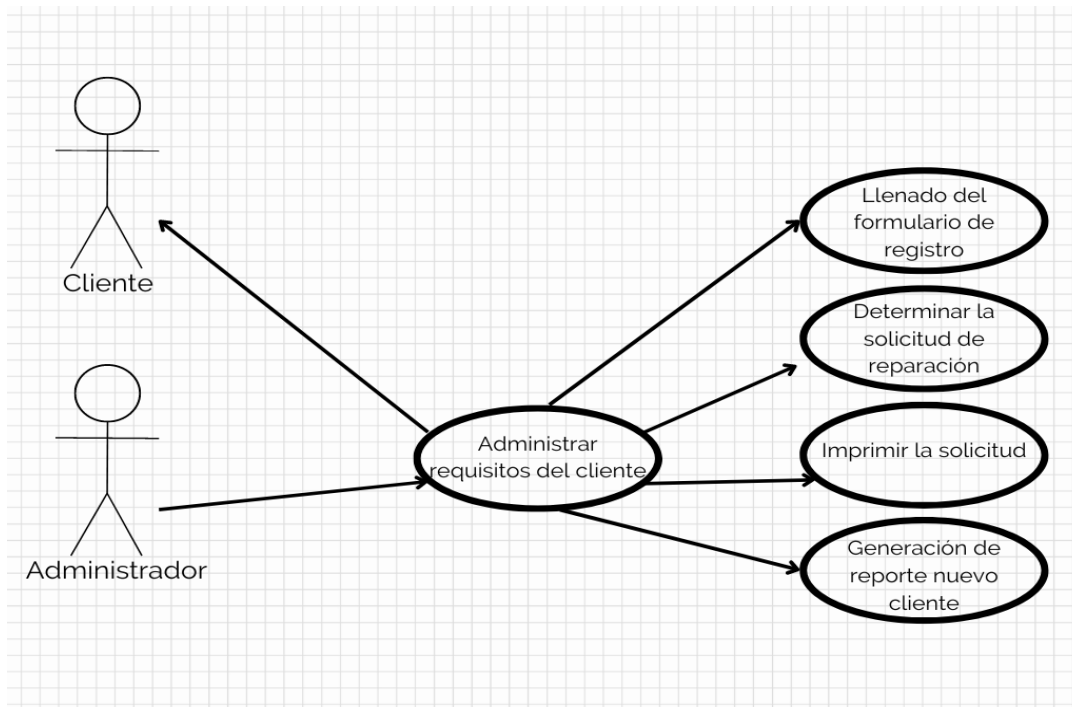 Cliente
Administrador
Administrar
requisitos del cliente
Llenado del
formulario de
registro
Determinar la
solicitud de
reparación
Imprimir la solicitud
Generación de
reporte nuevo
cliente